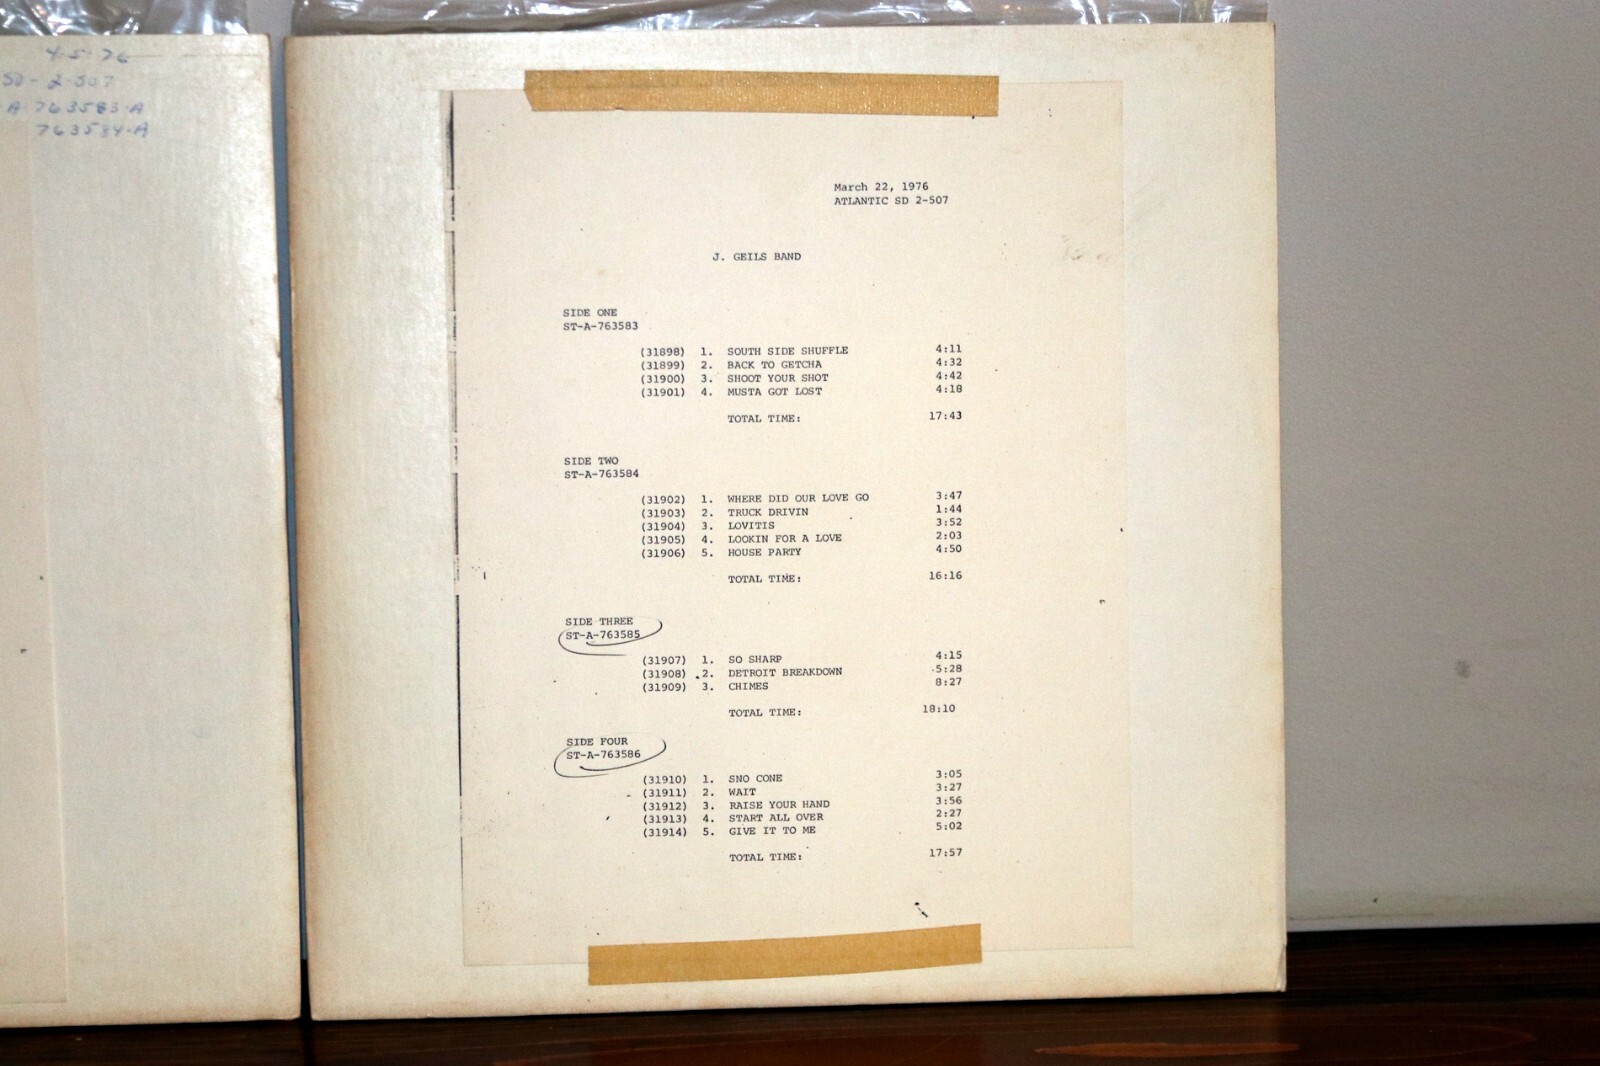 4-5-76
SD-2-507
A-763583-A
763584-A
March 22, 1976
ATLANTIC SD 2-507
J. GEILS BAND
SIDE ONE
ST-A-763583
(31898) 1. SOUTH SIDE SHUFFLE 4:11
(31899) 2. BACK TO GETCHA 4:32
(31900) 3. SHOOT YOUR SHOT 4:42
(31901) 4. MUSTA GOT LOST 4:18
TOTAL TIME: 17:43
SIDE TWO
ST-A-763584
(31902) 1. WHERE DID OUR LOVE GO 3:47
(31903) 2. TRUCK DRIVIN 1:44
(31904) 3. LOVITIS 3:52
(31905) 4. LOOKIN FOR A LOVE 2:03
(31906) 5. HOUSE PARTY 4:50
TOTAL TIME: 16:16
SIDE THREE
ST-A-763585
(31907) 1. SO SHARP 4:15
(31908) 2. DETROIT BREAKDOWN 5:28
(31909) 3. CHIMES 8:27
TOTAL TIME: 18:10
SIDE FOUR
ST-A-763586
(31910) 1. SNO CONE 3:05
(31911) 2. WAIT 3:27
(31912) 3. RAISE YOUR HAND 3:56
(31913) 4. START ALL OVER 2:27
(31914) 5. GIVE IT TO ME 5:02
TOTAL TIME: 17:57